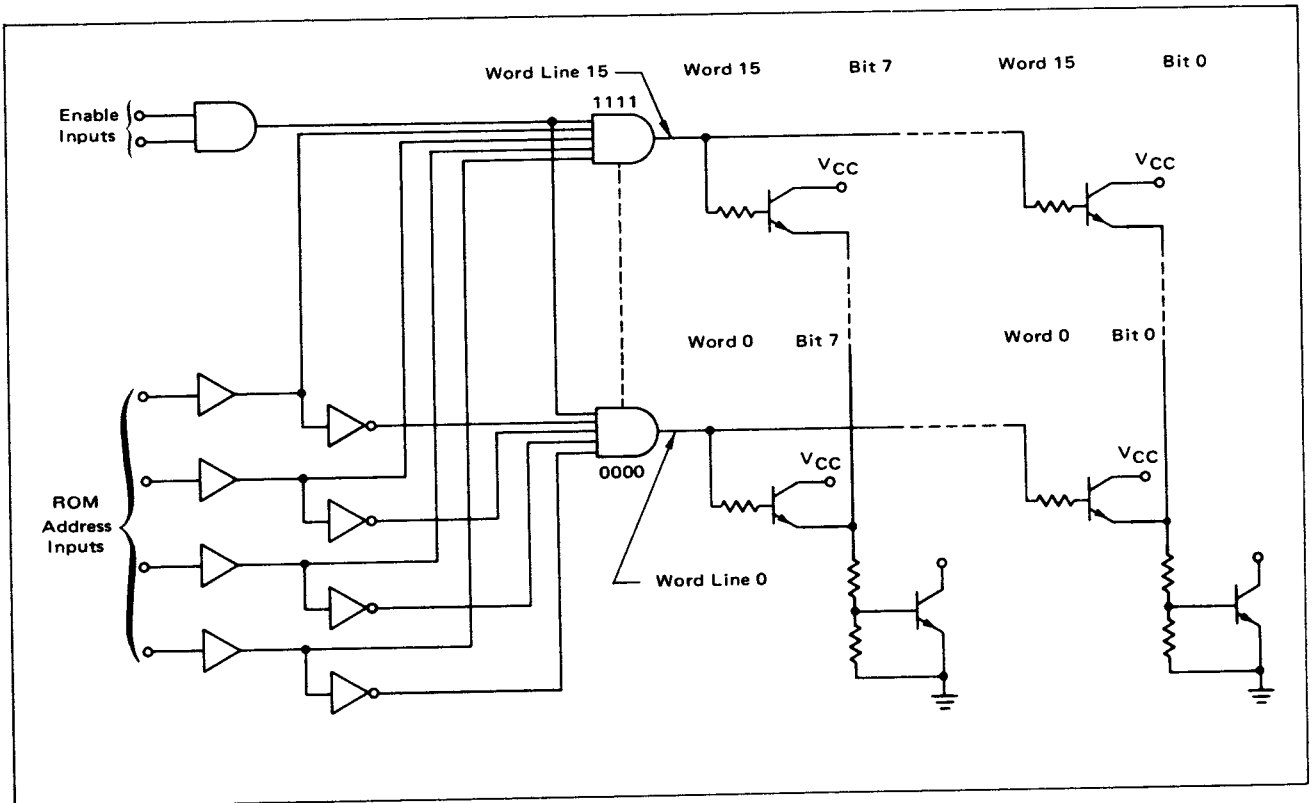 Word Line 15
Word 15
Bit 7
Word 15
Bit 0
Enable
Inputs
1111
VCC
VCC
Word 0
Bit 7
Word 0
Bit 0
0000
VCC
VCC
ROM
Address
Inputs
Word Line 0